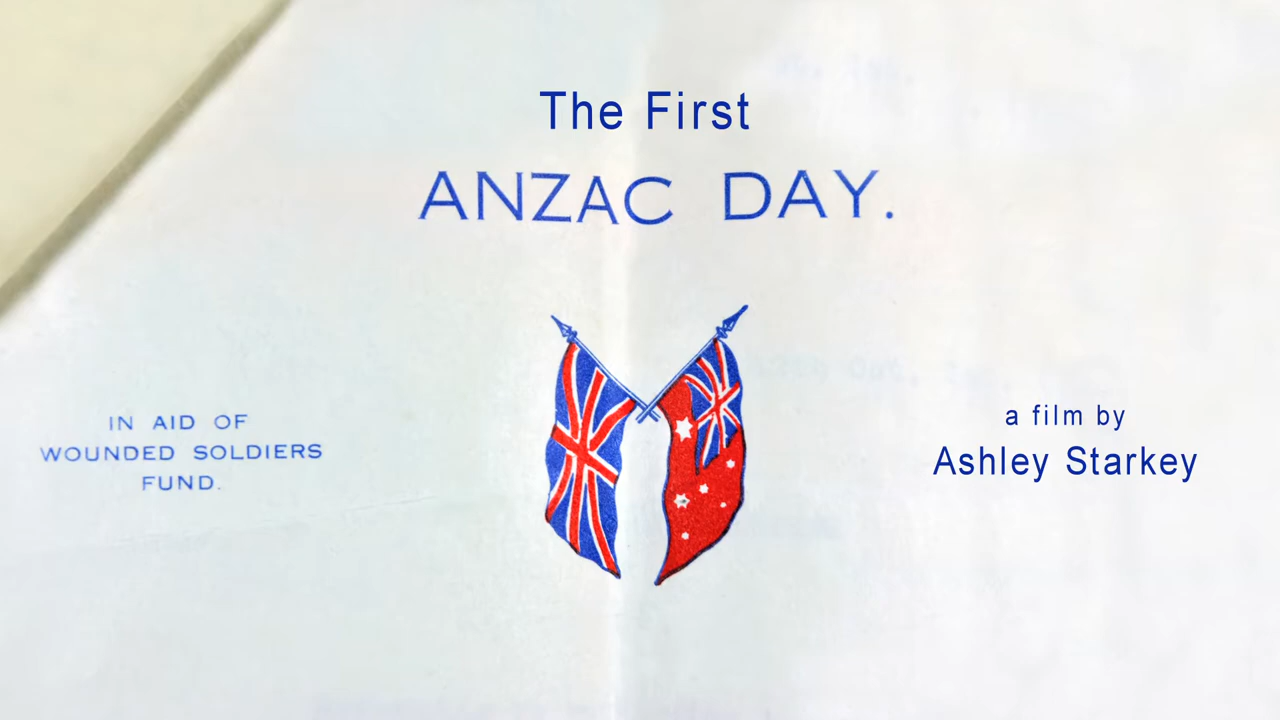 The First
ANZAC DAY.
IN AID OF
WOUNDED SOLDIERS
FUND.
a film by
Ashley Starkey